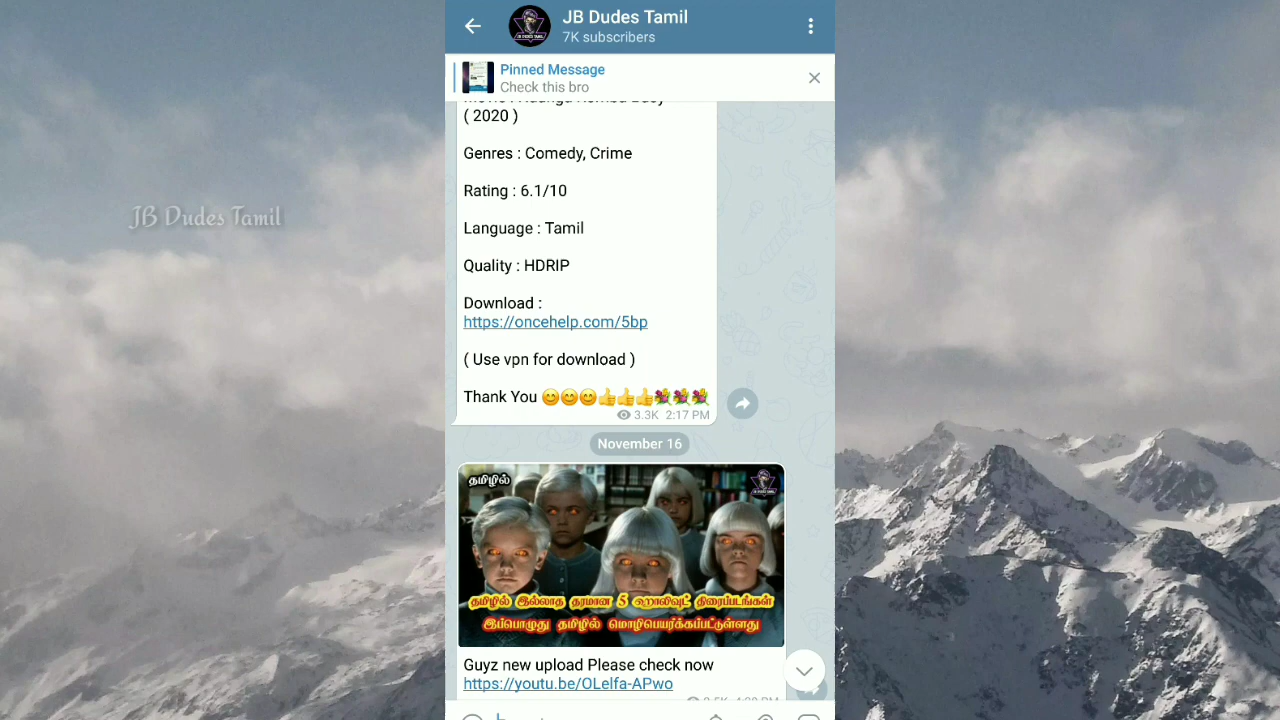 JB Dudes Tamil
7K subscribers
Pinned Message
Check this bro
( 2020 )
Genres : Comedy, Crime
Rating : 6.1/10
Language : Tamil
Quality : HDRIP
Download :
https://oncehelp.com/5bp
( Use vpn for download )
Thank You 😊😊😊👍👍👍💐💐💐
3.3K 2:17 PM
November 16
தமிழில்
JB DUDES TAMIL
தமிழில் இல்லாத தரமான 5 ஹாலிவுட் திரைப்படங்கள்
இப்பொழுது தமிழில் மொழிபெயர்க்கப்பட்டுள்ளது
Guyz new upload Please check now
https://youtu.be/OLelfa-APwo
JB Dudes Tamil